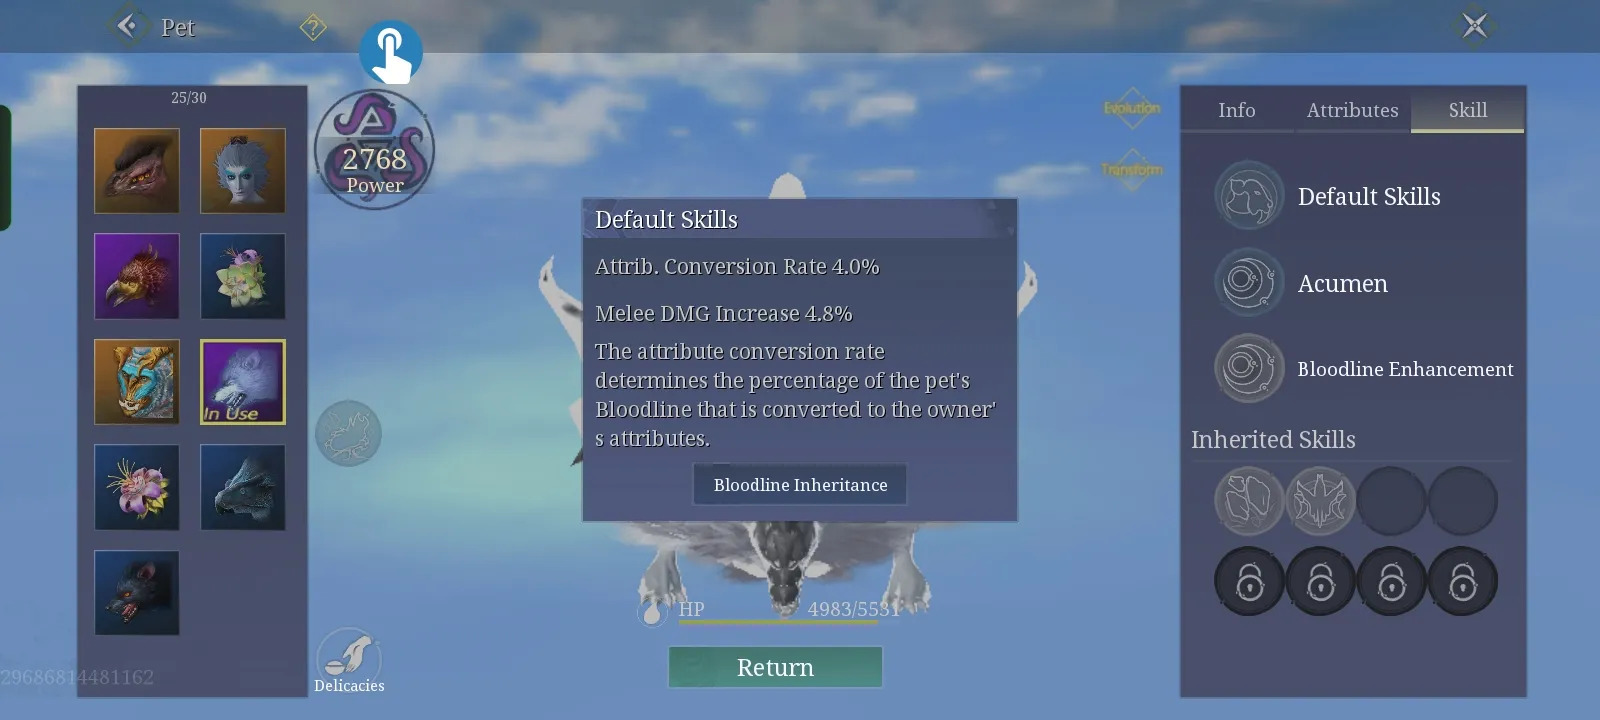 Pet
?
25/30
2768
Power
In Use
Delicacies
29686814481162
Evolution
Transform
Default Skills
Attrib. Conversion Rate 4.0%
Melee DMG Increase 4.8%
The attribute conversion rate
determines the percentage of the pet's
Bloodline that is converted to the owner'
s attributes.
Bloodline Inheritance
HP
4983/5531
Return
Info
Attributes
Skill
Default Skills
Acumen
Bloodline Enhancement
Inherited Skills